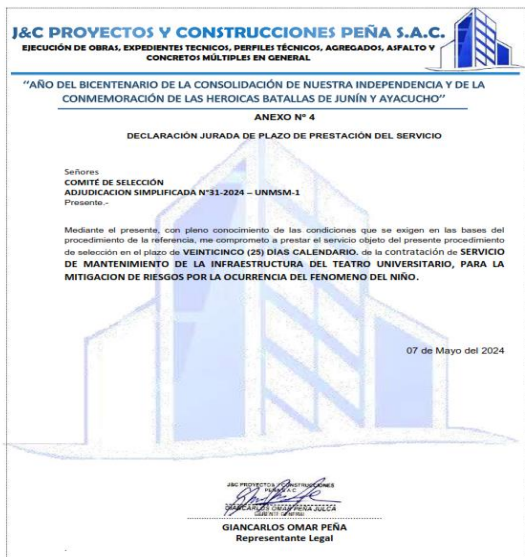 J&C PROYECTOS Y CONSTRUCCIONES PEÑA S.A.C.
EJECUCIÓN DE OBRAS, EXPEDIENTES TECNICOS, PERFILES TÉCNICOS, AGREGADOS, ASFALTO Y
CONCRETOS MÚLTIPLES EN GENERAL
“AÑO DEL BICENTENARIO DE LA CONSOLIDACIÓN DE NUESTRA INDEPENDENCIA Y DE LA
CONMEMORACIÓN DE LAS HEROICAS BATALLAS DE JUNÍN Y AYACUCHO”
ANEXO Nº 4
DECLARACIÓN JURADA DE PLAZO DE PRESTACIÓN DEL SERVICIO
Señores
COMITÉ DE SELECCIÓN
ADJUDICACION SIMPLIFICADA N°31-2024 – UNMSM-1
Presente.-
Mediante el presente, con pleno conocimiento de las condiciones que se exigen en las bases del
procedimiento de la referencia, me comprometo a prestar el servicio objeto del presente procedimiento
de selección en el plazo de VEINTICINCO (25) DÍAS CALENDARIO. de la contratación de SERVICIO
DE MANTENIMIENTO DE LA INFRAESTRUCTURA DEL TEATRO UNIVERSITARIO, PARA LA
MITIGACION DE RIESGOS POR LA OCURRENCIA DEL FENOMENO DEL NIÑO.
07 de Mayo del 2024
J&C PROYECTOS Y CONSTRUCCIONES
PEÑA S.A.C
GIANCARLOS OMAR PEÑA JULCA
GERENTE GENERAL
GIANCARLOS OMAR PEÑA
Representante Legal